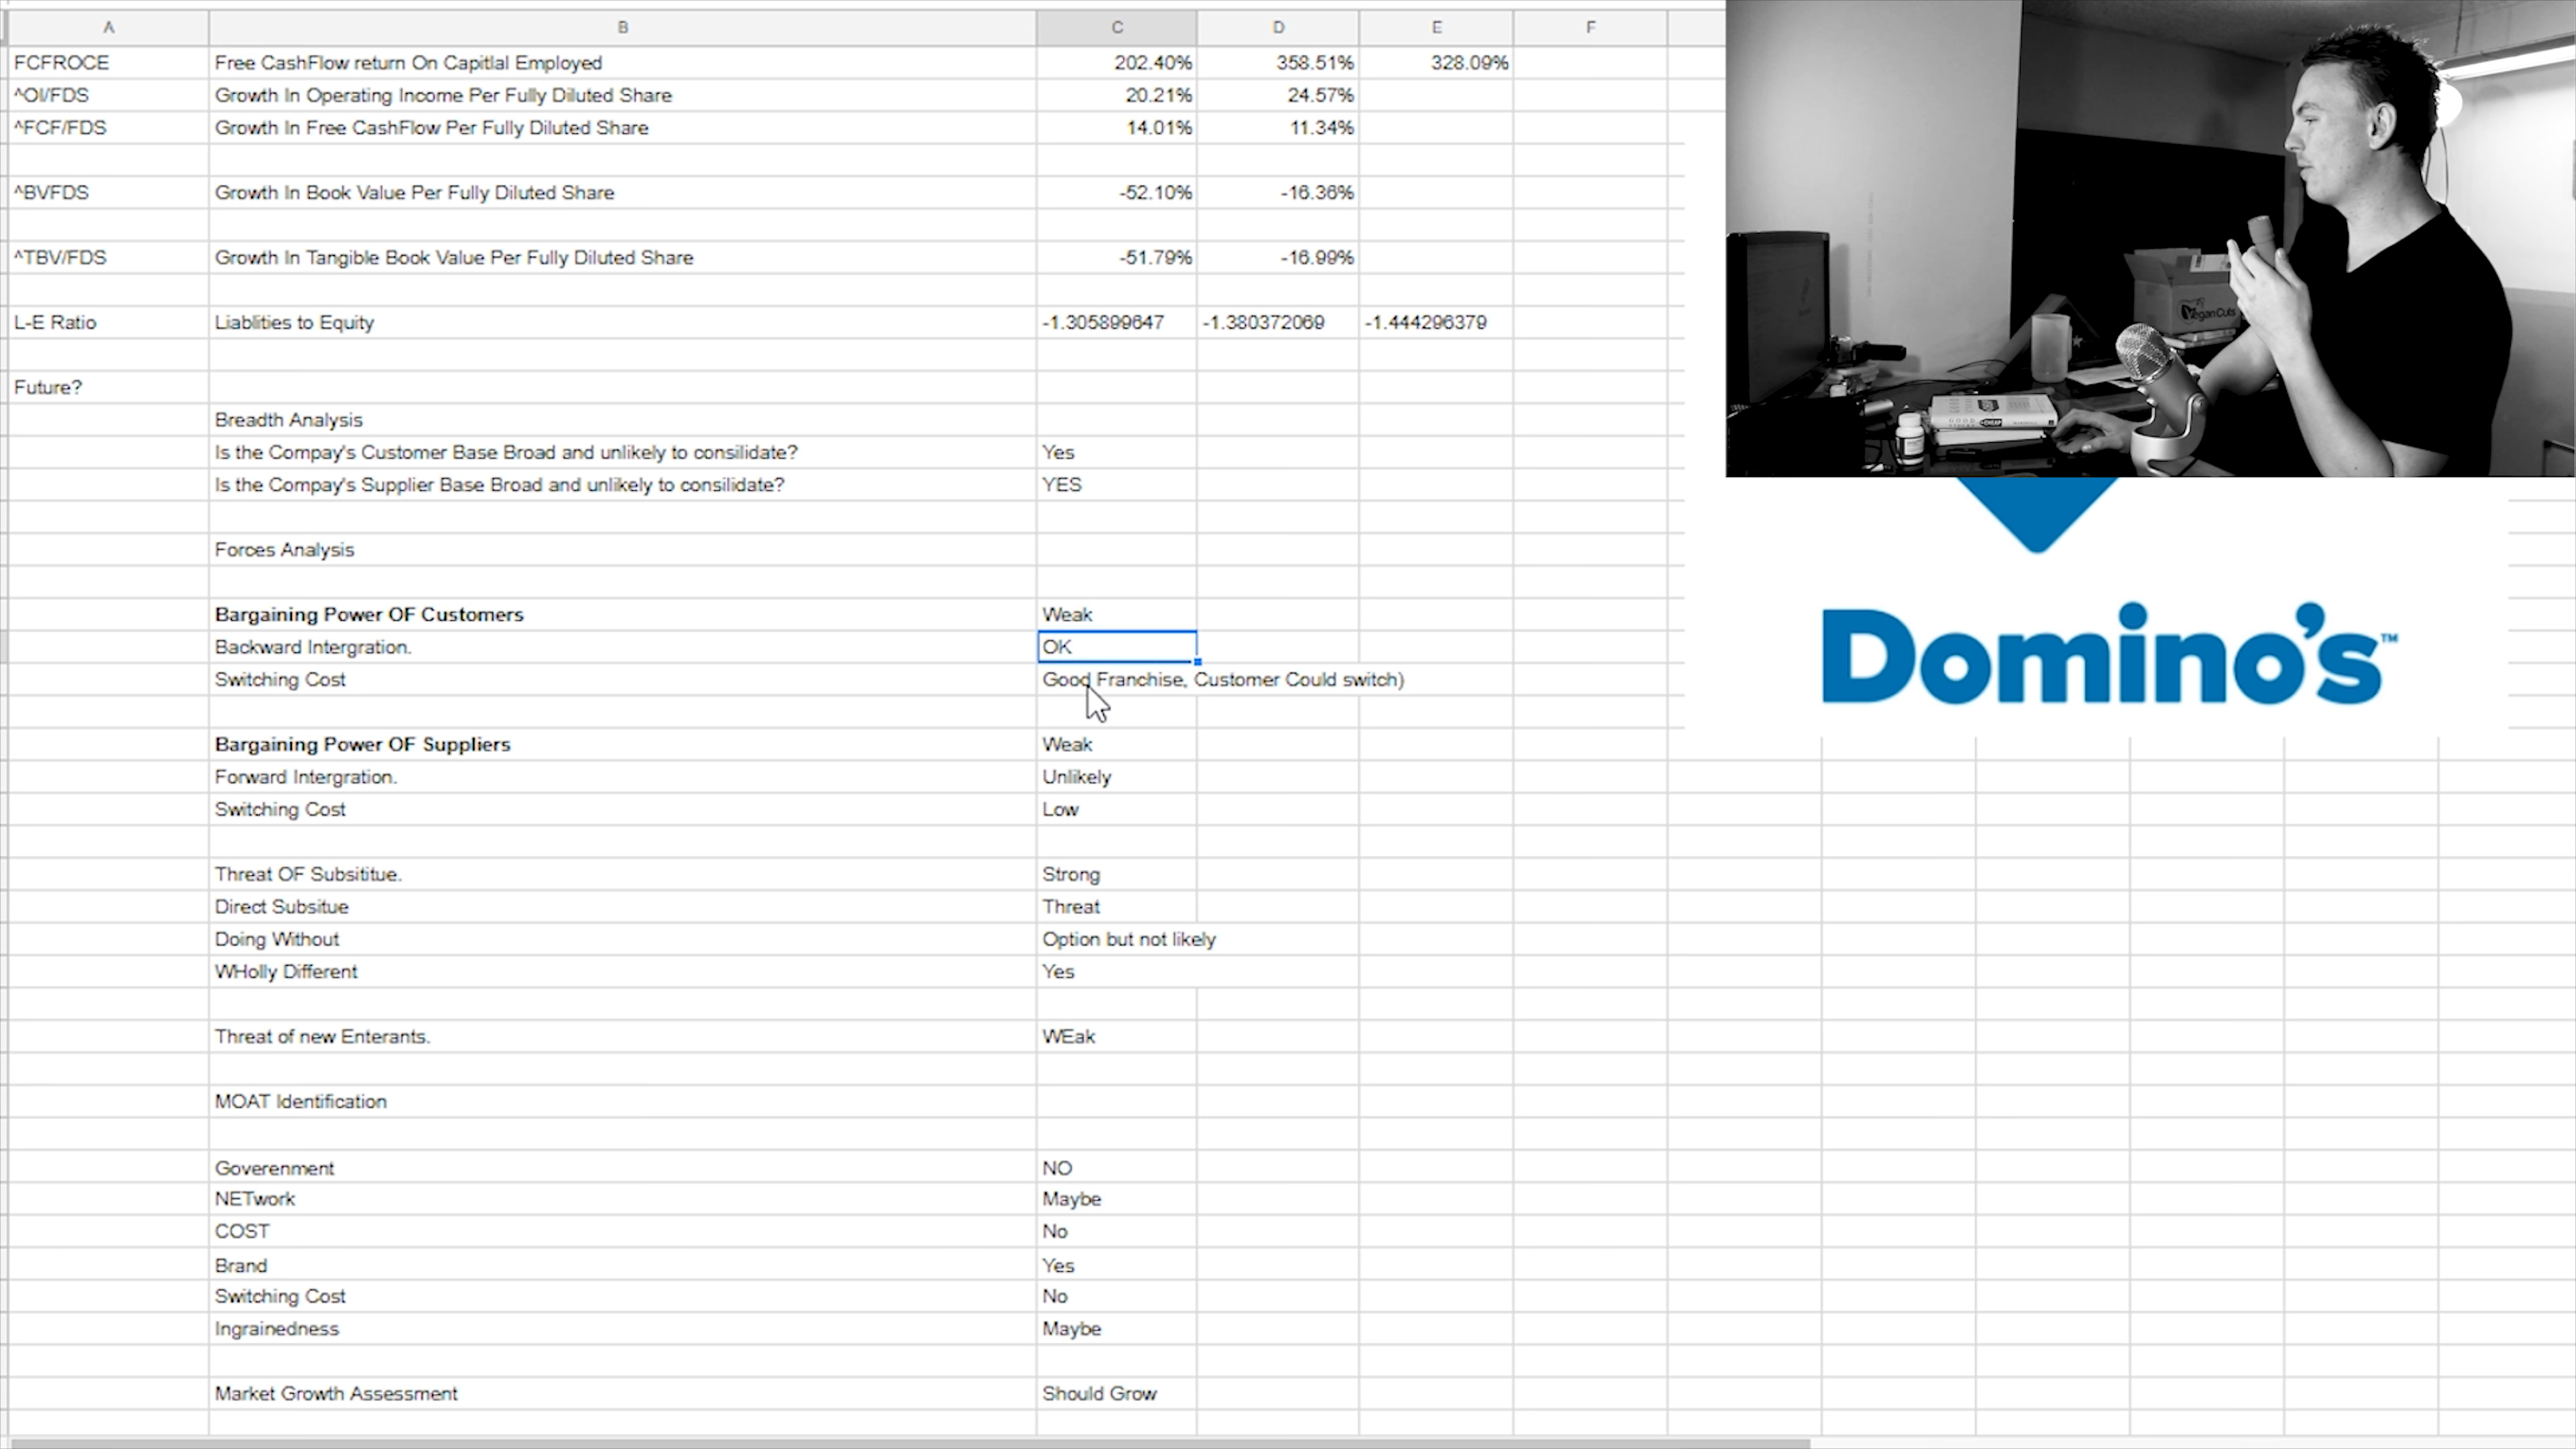 A B C D E F
FCFROCE Free CashFlow return On Capitlal Employed 202.40% 358.51% 328.09%
^OI/FDS Growth In Operating Income Per Fully Diluted Share 20.21% 24.57%
^FCF/FDS Growth In Free CashFlow Per Fully Diluted Share 14.01% 11.34%
^BVFDS Growth In Book Value Per Fully Diluted Share -52.10% -16.36%
^TBV/FDS Growth In Tangible Book Value Per Fully Diluted Share -51.79% -16.99%
L-E Ratio Liablities to Equity -1.305899647 -1.380372069 -1.444296379
Future?
Breadth Analysis
Is the Compay's Customer Base Broad and unlikely to consilidate? Yes
Is the Compay's Supplier Base Broad and unlikely to consilidate? YES
Forces Analysis
Bargaining Power OF Customers Weak
Backward Intergration. OK
Switching Cost Good Franchise, Customer Could switch)
Bargaining Power OF Suppliers Weak
Forward Intergration. Unlikely
Switching Cost Low
Threat OF Subsititue. Strong
Direct Subsitue Threat
Doing Without Option but not likely
WHolly Different Yes
Threat of new Enterants. WEak
MOAT Identification
Goverenment NO
NETwork Maybe
COST No
Brand Yes
Switching Cost No
Ingrainedness Maybe
Market Growth Assessment Should Grow
Vegan Cuts
CHEAP
Domino's™